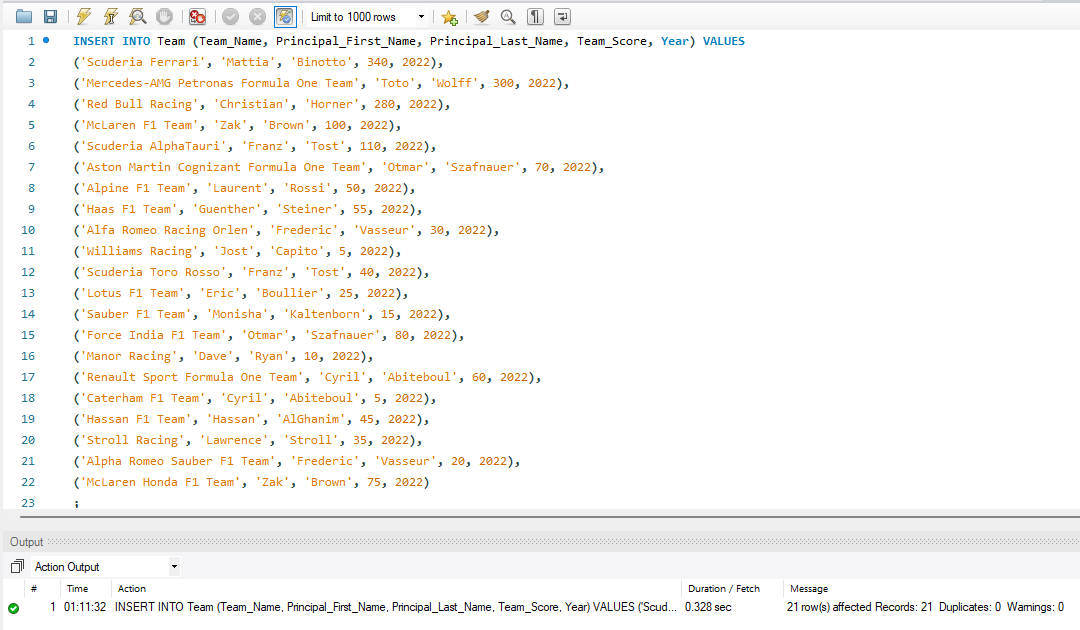 Limit to 1000 rows
1 INSERT INTO Team (Team_Name, Principal_First_Name, Principal_Last_Name, Team_Score, Year) VALUES
2 ('Scuderia Ferrari', 'Mattia', 'Binotto', 340, 2022),
3 ('Mercedes-AMG Petronas Formula One Team', 'Toto', 'Wolff', 300, 2022),
4 ('Red Bull Racing', 'Christian', 'Horner', 280, 2022),
5 ('McLaren F1 Team', 'Zak', 'Brown', 100, 2022),
6 ('Scuderia AlphaTauri', 'Franz', 'Tost', 110, 2022),
7 ('Aston Martin Cognizant Formula One Team', 'Otmar', 'Szafnauer', 70, 2022),
8 ('Alpine F1 Team', 'Laurent', 'Rossi', 50, 2022),
9 ('Haas F1 Team', 'Guenther', 'Steiner', 55, 2022),
10 ('Alfa Romeo Racing Orlen', 'Frederic', 'Vasseur', 30, 2022),
11 ('Williams Racing', 'Jost', 'Capito', 5, 2022),
12 ('Scuderia Toro Rosso', 'Franz', 'Tost', 40, 2022),
13 ('Lotus F1 Team', 'Eric', 'Boullier', 25, 2022),
14 ('Sauber F1 Team', 'Monisha', 'Kaltenborn', 15, 2022),
15 ('Force India F1 Team', 'Otmar', 'Szafnauer', 80, 2022),
16 ('Manor Racing', 'Dave', 'Ryan', 10, 2022),
17 ('Renault Sport Formula One Team', 'Cyril', 'Abiteboul', 60, 2022),
18 ('Caterham F1 Team', 'Cyril', 'Abiteboul', 5, 2022),
19 ('Hassan F1 Team', 'Hassan', 'AlGhanim', 45, 2022),
20 ('Stroll Racing', 'Lawrence', 'Stroll', 35, 2022),
21 ('Alpha Romeo Sauber F1 Team', 'Frederic', 'Vasseur', 20, 2022),
22 ('McLaren Honda F1 Team', 'Zak', 'Brown', 75, 2022)
23 ;
Output
Action Output
# Time Action Duration / Fetch Message
1 01:11:32 INSERT INTO Team (Team_Name, Principal_First_Name, Principal_Last_Name, Team_Score, Year) VALUES ('Scud... 0.328 sec 21 row(s) affected Records: 21 Duplicates: 0 Warnings: 0